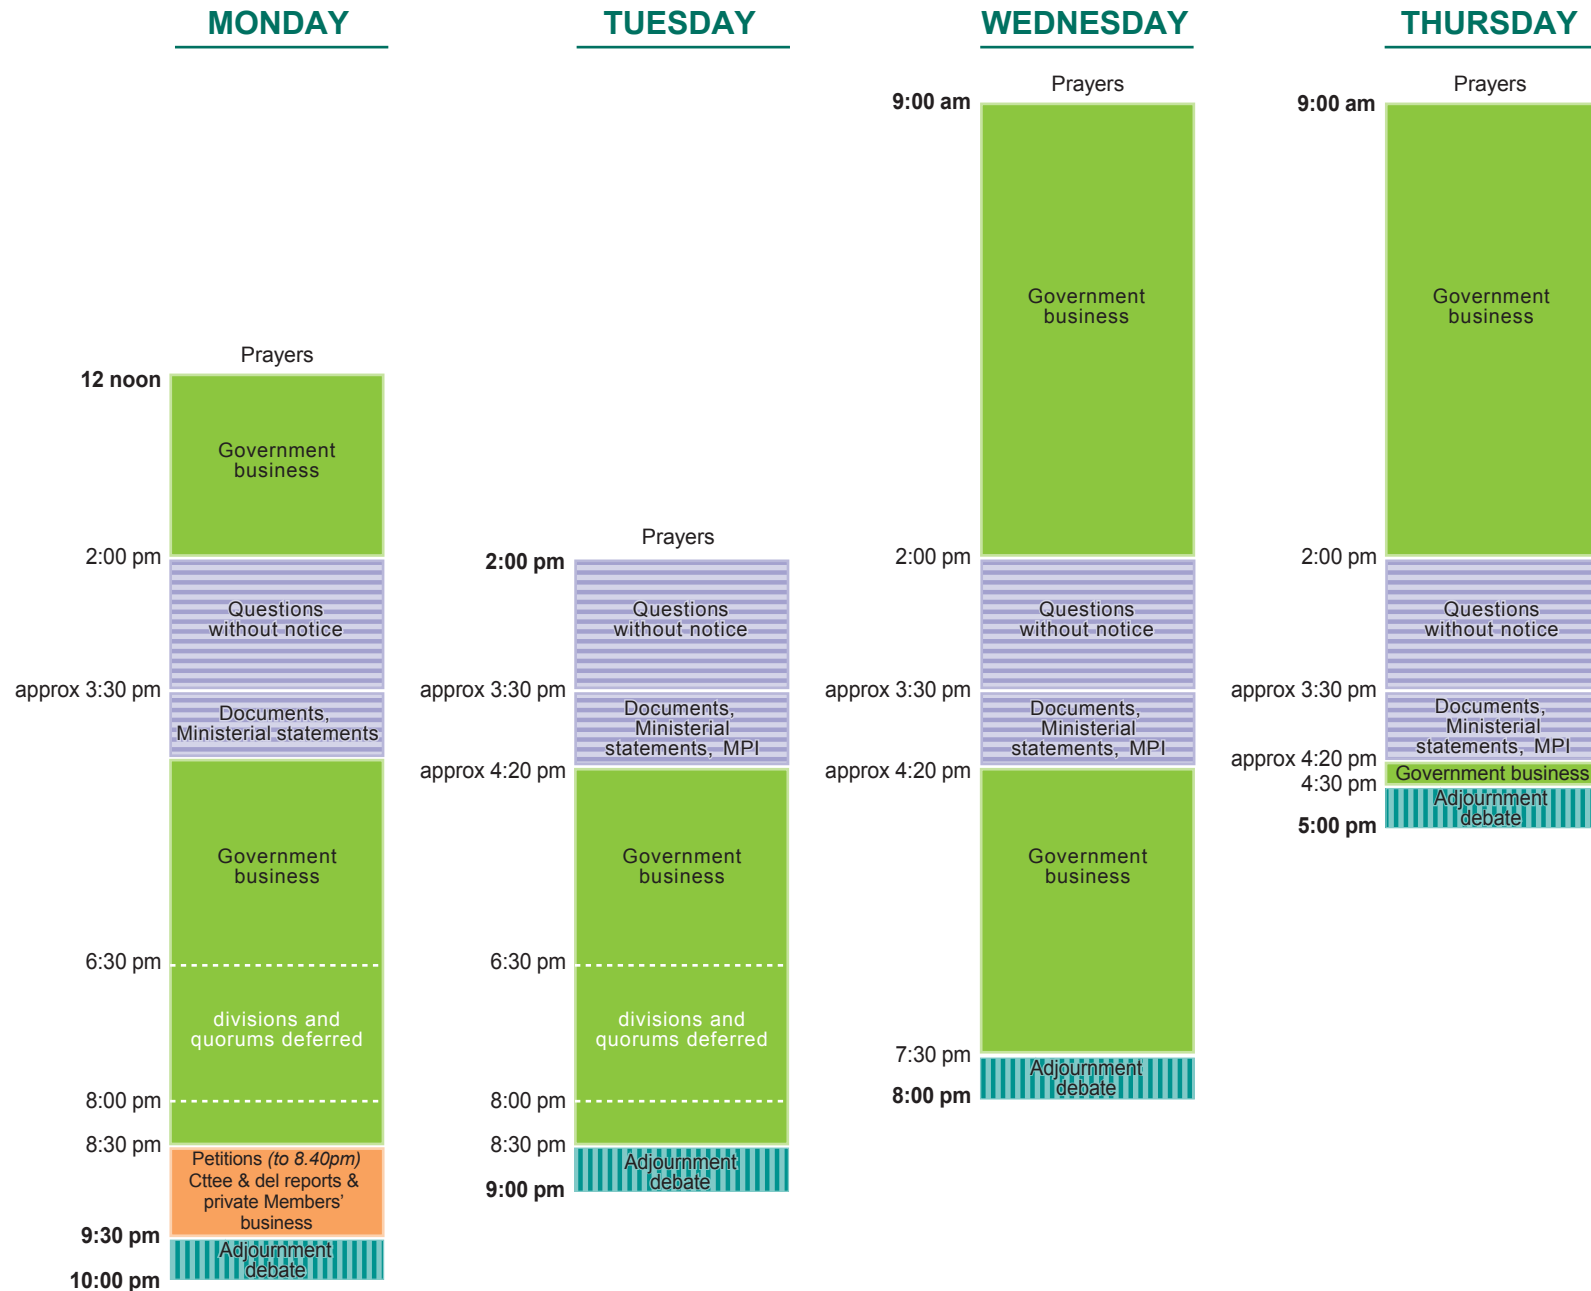 MONDAY
Prayers
12 noon
Government
business
2:00 pm
Questions
without notice
approx 3:30 pm
Documents,
Ministerial statements
Government
business
6:30 pm
divisions and
quorums deferred
8:00 pm
8:30 pm
Petitions (to 8.40pm)
Cttee & del reports &
private Members’
business
9:30 pm
Adjournment
debate
10:00 pm
TUESDAY
Prayers
2:00 pm
Questions
without notice
approx 3:30 pm
Documents,
Ministerial
statements, MPI
approx 4:20 pm
Government
business
6:30 pm
divisions and
quorums deferred
8:00 pm
8:30 pm
Adjournment
debate
9:00 pm
WEDNESDAY
Prayers
9:00 am
Government
business
2:00 pm
Questions
without notice
approx 3:30 pm
Documents,
Ministerial
statements, MPI
approx 4:20 pm
Government
business
7:30 pm
Adjournment
debate
8:00 pm
THURSDAY
Prayers
9:00 am
Government
business
2:00 pm
Questions
without notice
approx 3:30 pm
Documents,
Ministerial
statements, MPI
approx 4:20 pm
Government business
4:30 pm
Adjournment
debate
5:00 pm